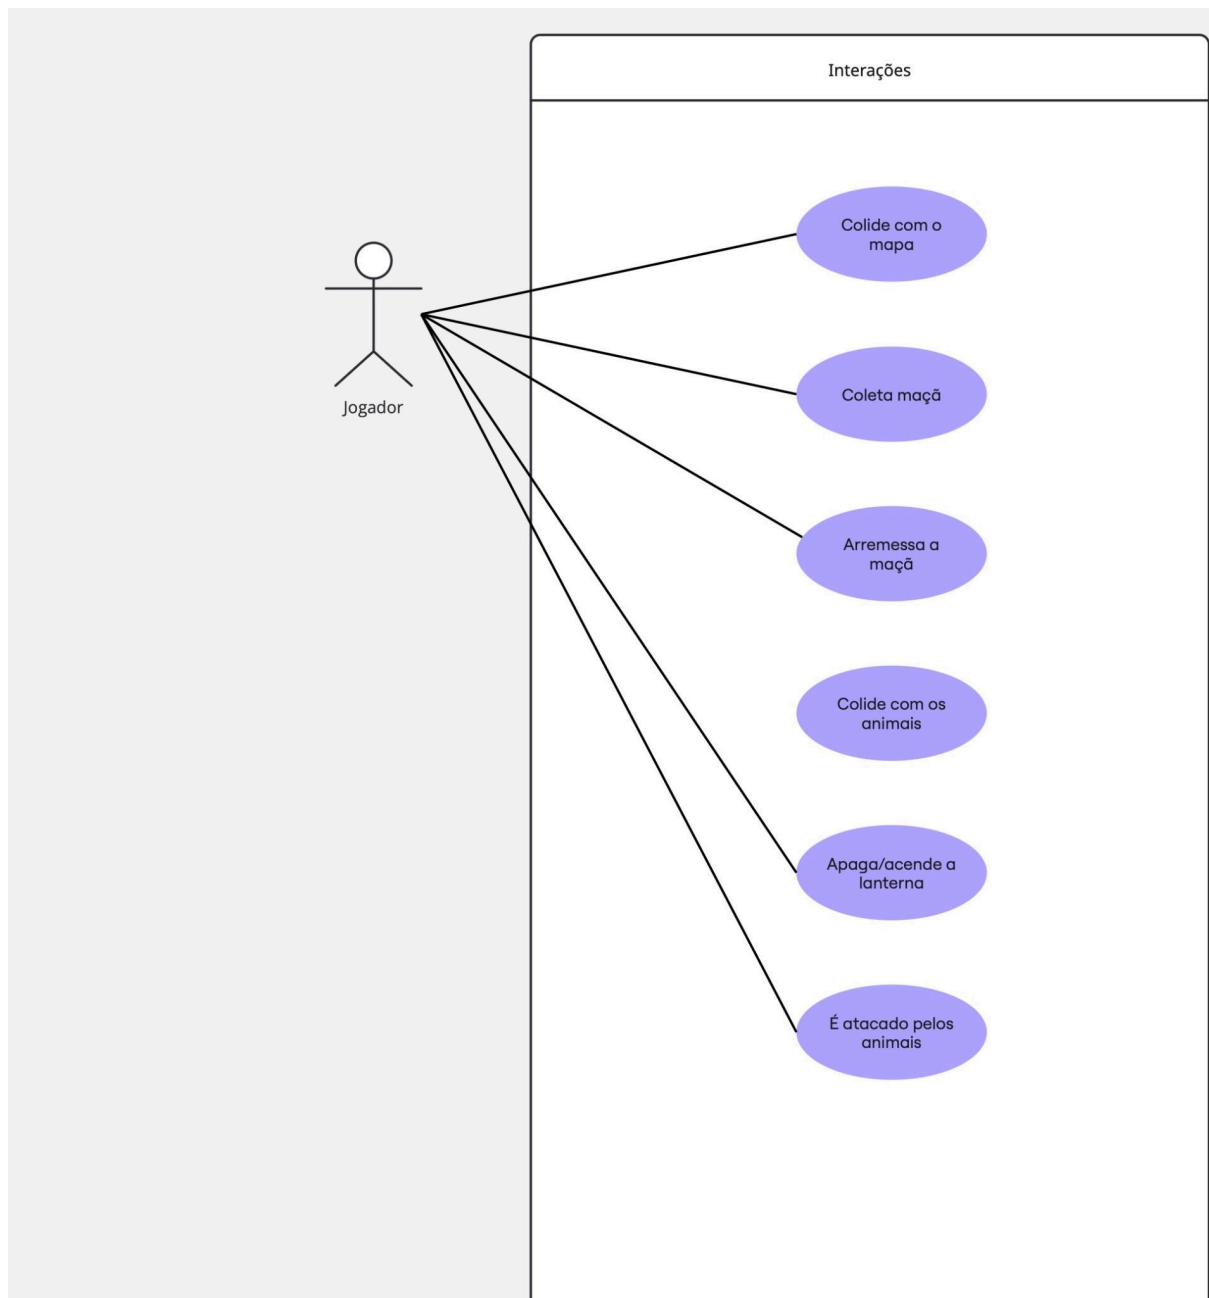 Interações
Colide com o
mapa
Jogador
Coleta maçã
Arremessa a
maçã
Colide com os
animais
Apaga/acende a
lanterna
É atacado pelos
animais